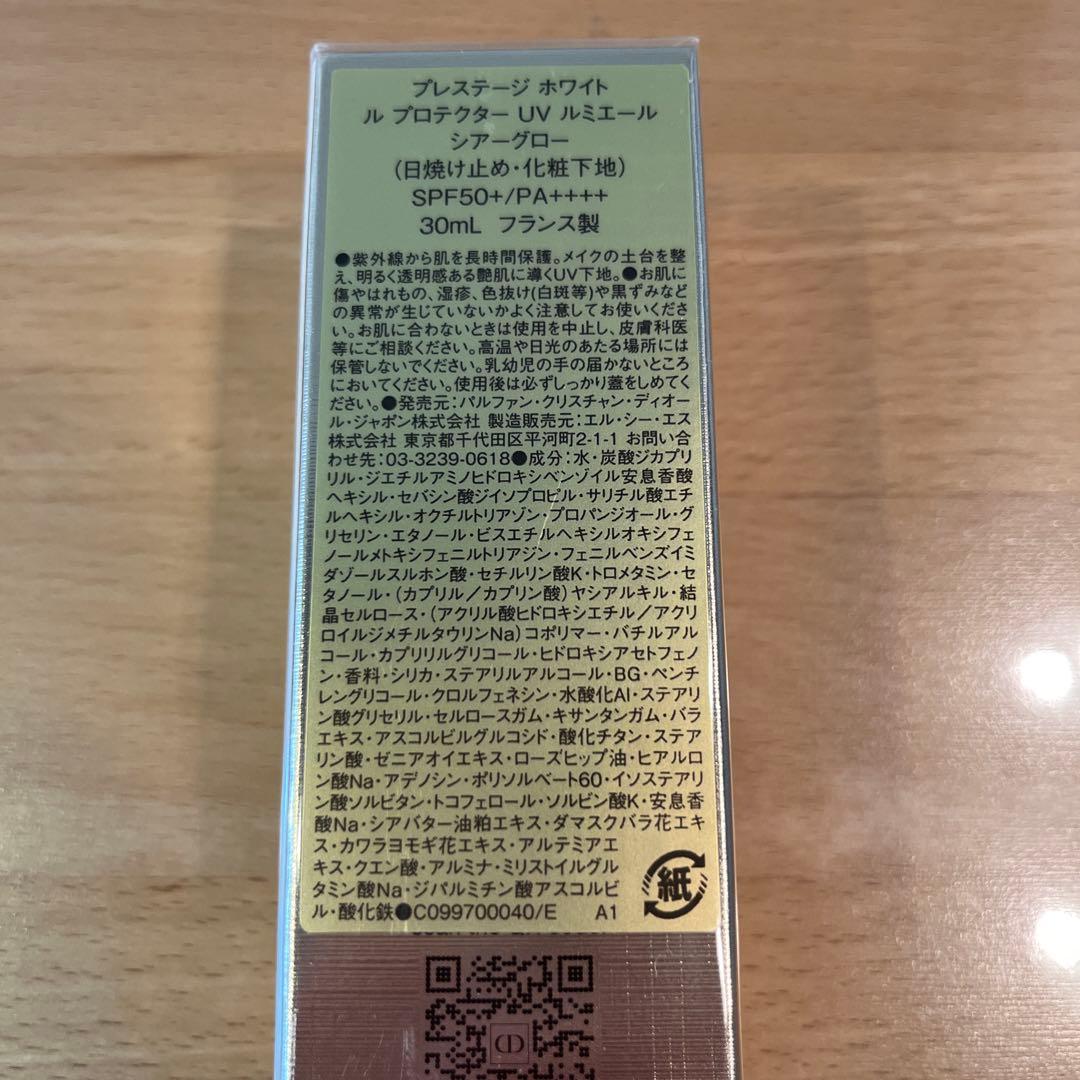 プレステージ ホワイト
ル プロテクター UV ルミエール
シアーグロー
(日焼け止め・化粧下地)
SPF50+/PA++++
30mL フランス製
●紫外線から肌を長時間保護。メイクの土台を整
え、明るく透明感ある艶肌に導くUV下地。●お肌に
傷やはれもの、湿疹、色抜け(白斑等)や黒ずみなど
の異常が生じていないかよく注意してお使いくださ
い。お肌に合わないときは使用を中止し、皮膚科医
等にご相談ください。高温や日光のあたる場所には
保管しないでください。乳幼児の手の届かないところ
においてください。使用後は必ずしっかり蓋をしめてく
ださい。●発売元：パルファン・クリスチャン・ディオー
ル・ジャポン株式会社 製造販売元：エル・シー・エス
株式会社 東京都千代田区平河町2-1-1 お問い合
わせ先：03-3239-0618●成分：水・炭酸ジカプリ
リル・ジエチルアミノヒドロキシベンゾイル安息香酸
ヘキシル・セバシン酸ジイソプロピル・サリチル酸エチ
ルヘキシル・オクチルトリアゾン・プロパンジオール・グ
リセリン・エタノール・ビスエチルヘキシルオキシフェ
ノールメトキシフェニルトリアジン・フェニルベンズイミ
ダゾールスルホン酸・セチルリン酸K・トロメタミン・セ
タノール・(カプリル／カプリン酸)ヤシアルキル・結
晶セルロース・(アクリル酸ヒドロキシエチル／アクリ
ロイルジメチルタウリンNa)コポリマー・バチルアル
コール・カプリリルグリコール・ヒドロキシアセトフェノ
ン・香料・シリカ・ステアリルアルコール・BG・ペンチ
レングリコール・クロルフェネシン・水酸化Al・ステアリ
ン酸グリセリル・セルロースガム・キサンタンガム・バラ
エキス・アスコルビルグルコシド・酸化チタン・ステア
リン酸・ゼニアオイエキス・ローズヒップ油・ヒアルロ
ン酸Na・アデノシン・ポリソルベート60・イソステアリ
ン酸ソルビタン・トコフェロール・ソルビン酸K・安息香
酸Na・シアバター油粕エキス・ダマスクバラ花エキ
ス・カワラヨモギ花エキス・アルテミアエ
キス・クエン酸・アルミナ・ミリストイルグル
タミン酸Na・ジパルミチン酸アスコルビ
ル・酸化鉄●C099700040/E A1
紙
CD